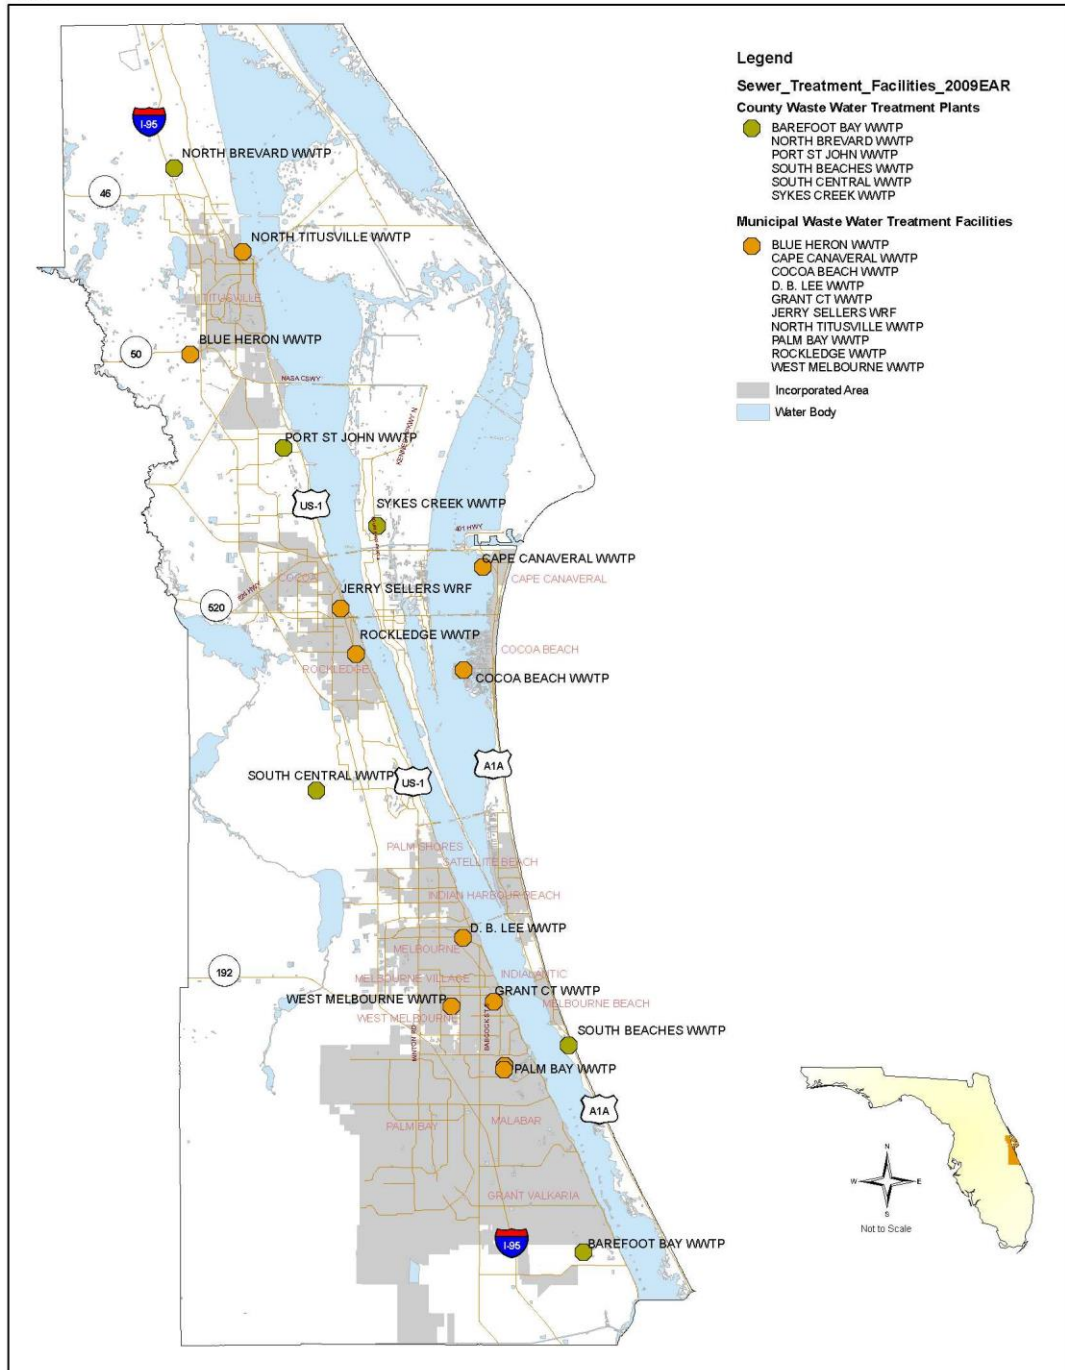 Legend
Sewer_Treatment_Facilities_2009EAR
County Waste Water Treatment Plants
BAREFOOT BAY WWTP
NORTH BREVARD WWTP
PORT ST JOHN WWTP
SOUTH BEACHES WWTP
SOUTH CENTRAL WWTP
SYKES CREEK WWTP
Municipal Waste Water Treatment Facilities
BLUE HERON WWTP
CAPE CANAVERAL WWTP
COCOA BEACH WWTP
D. B. LEE WWTP
GRANT CT WWTP
JERRY SELLERS WRF
NORTH TITUSVILLE WWTP
PALM BAY WWTP
ROCKLEDGE WWTP
WEST MELBOURNE WWTP
Incorporated Area
Water Body
I-95
NORTH BREVARD WWTP
46
NORTH TITUSVILLE WWTP
TITUSVILLE
BLUE HERON WWTP
50
NASA CSWY
KENNEDY PKWY N
PORT ST JOHN WWTP
US-1
SYKES CREEK WWTP
401 HWY
CAPE CANAVERAL WWTP
CAPE CANAVERAL
COCOA
JERRY SELLERS WRF
520
ROCKLEDGE WWTP
COCOA BEACH
ROCKLEDGE
COCOA BEACH WWTP
A1A
SOUTH CENTRAL WWTP
US-1
PALM SHORES
SATELLITE BEACH
INDIAN HARBOUR BEACH
D. B. LEE WWTP
MELBOURNE
192
INDIALANTIC
MELBOURNE VILLAGE
GRANT CT WWTP
WEST MELBOURNE WWTP
MELBOURNE BEACH
WEST MELBOURNE
MINTON RD
BABCOCK ST
SOUTH BEACHES WWTP
PALM BAY WWTP
A1A
MALABAR
PALM BAY
GRANT VALKARIA
I-95
BAREFOOT BAY WWTP
N
W
E
S
Not to Scale